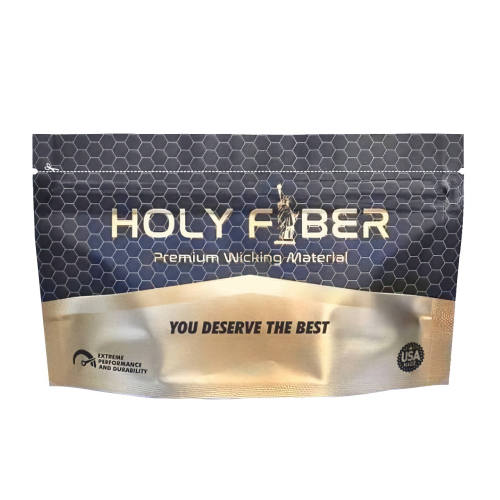 HOLY FIBER
Premium Wicking Material
YOU DESERVE THE BEST
EXTREME
PERFORMANCE
AND DURABILITY
USA